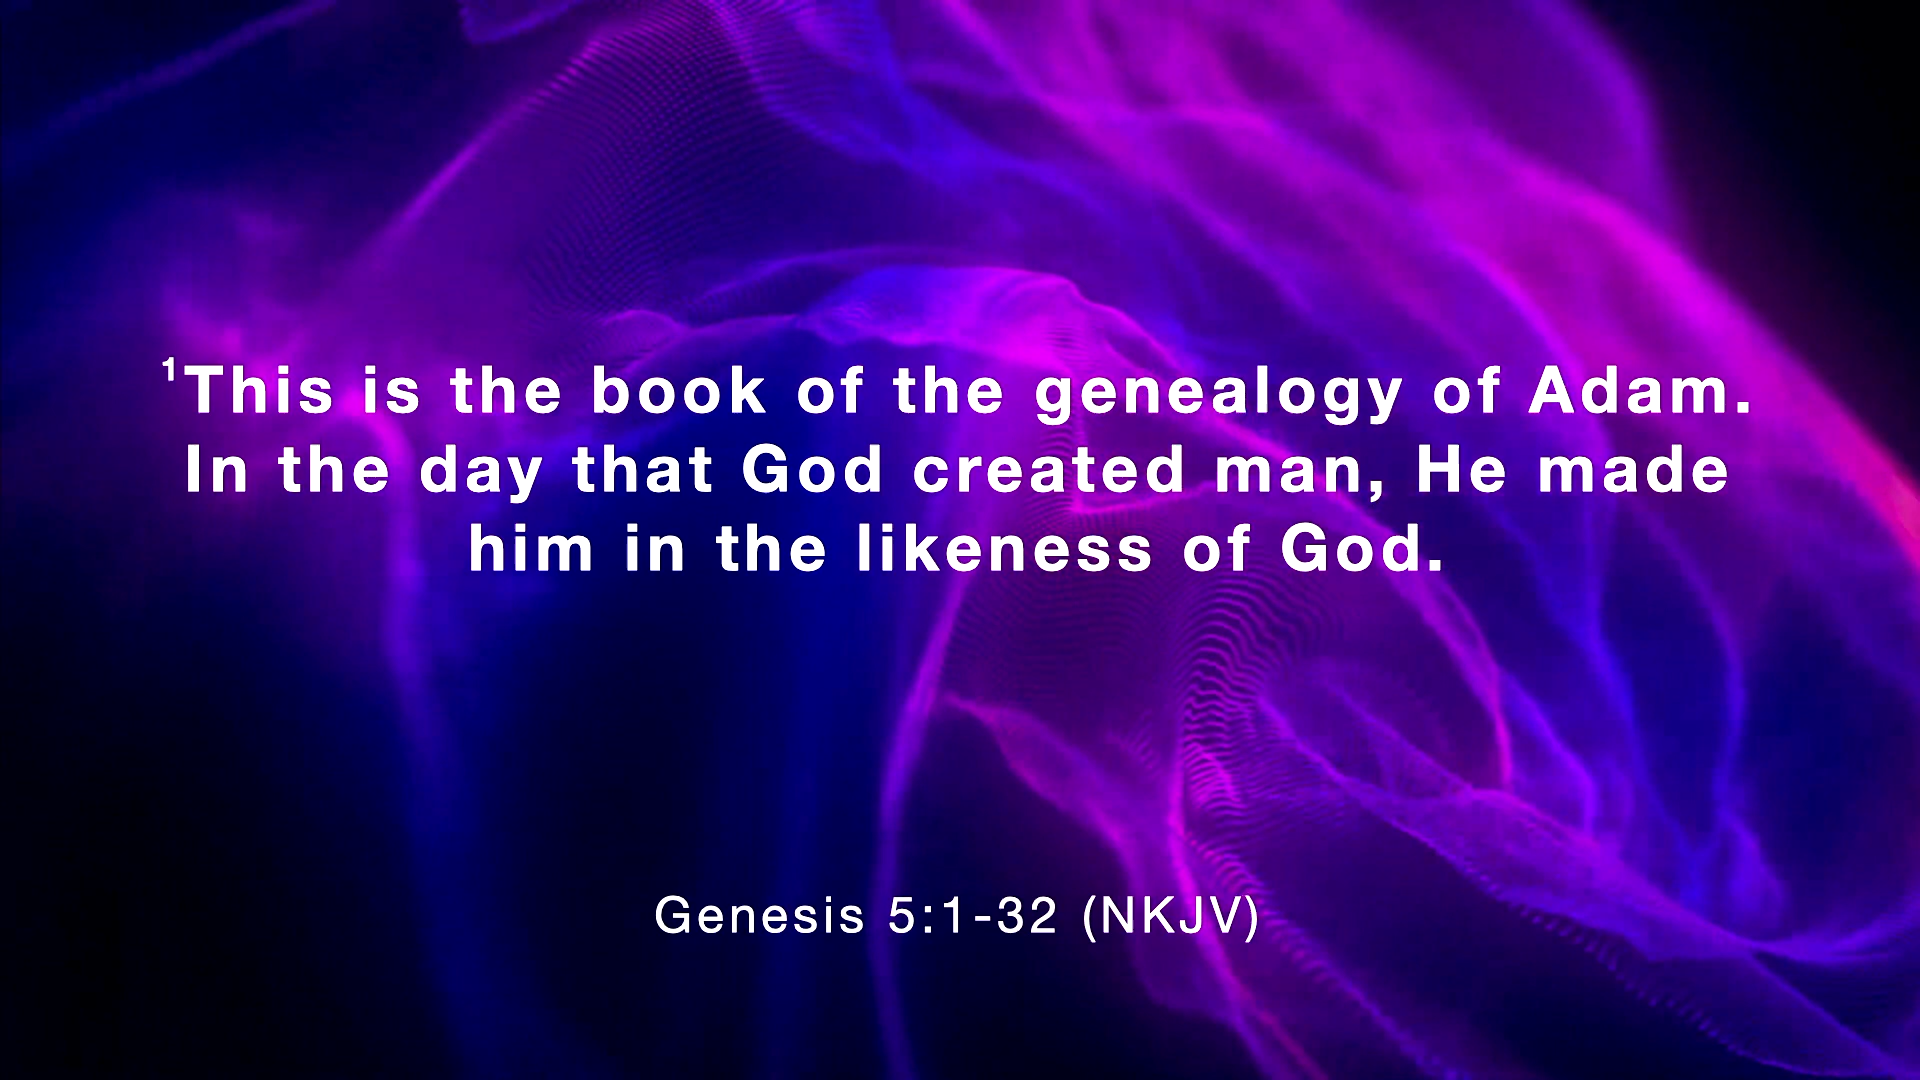 ¹This is the book of the genealogy of Adam.
In the day that God created man, He made
him in the likeness of God.
Genesis 5:1-32 (NKJV)